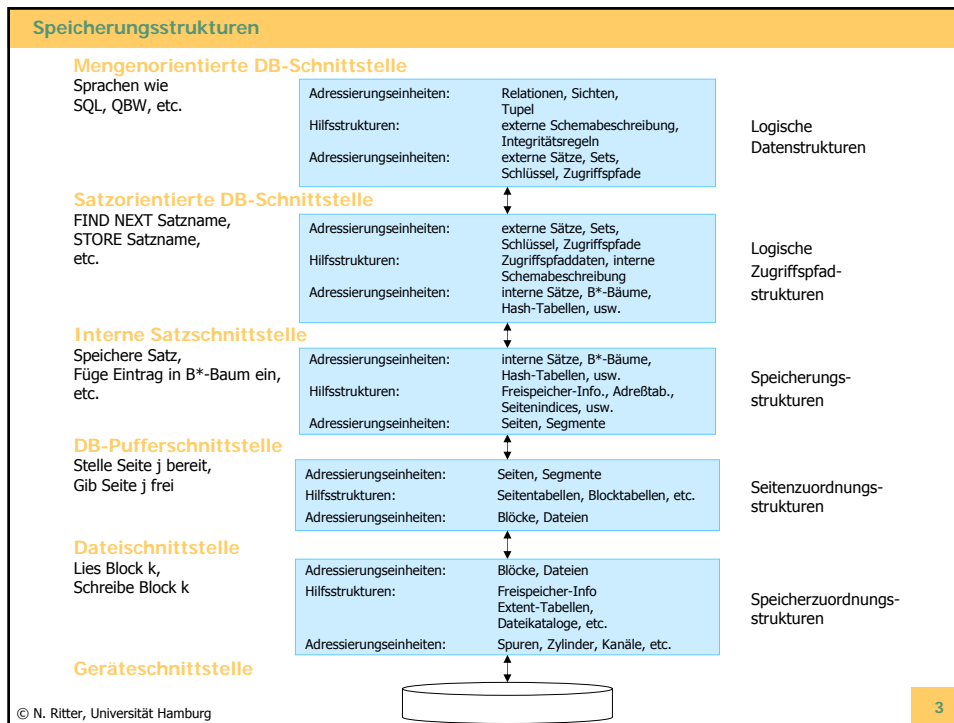 Speicherungsstrukturen
Mengenorientierte DB-Schnittstelle
Sprachen wie
SQL, QBW, etc.
Adressierungseinheiten: Relationen, Sichten,
Tupel
Hilfsstrukturen: externe Schemabeschreibung,
Integritätsregeln
Adressierungseinheiten: externe Sätze, Sets,
Schlüssel, Zugriffspfade
Logische
Datenstrukturen
Satzorientierte DB-Schnittstelle
FIND NEXT Satzname,
STORE Satzname,
etc.
Adressierungseinheiten: externe Sätze, Sets,
Schlüssel, Zugriffspfade
Hilfsstrukturen: Zugriffspfaddaten, interne
Schemabeschreibung
Adressierungseinheiten: interne Sätze, B*-Bäume,
Hash-Tabellen, usw.
Logische
Zugriffspfad-
strukturen
Interne Satzschnittstelle
Speichere Satz,
Füge Eintrag in B*-Baum ein,
etc.
Adressierungseinheiten: interne Sätze, B*-Bäume,
Hash-Tabellen, usw.
Hilfsstrukturen: Freispeicher-Info., Adreßtab.,
Seitenindices, usw.
Adressierungseinheiten: Seiten, Segmente
Speicherungs-
strukturen
DB-Pufferschnittstelle
Stelle Seite j bereit,
Gib Seite j frei
Adressierungseinheiten: Seiten, Segmente
Hilfsstrukturen: Seitentabellen, Blocktabellen, etc.
Adressierungseinheiten: Blöcke, Dateien
Seitenzuordnungs-
strukturen
Dateischnittstelle
Lies Block k,
Schreibe Block k
Adressierungseinheiten: Blöcke, Dateien
Hilfsstrukturen: Freispeicher-Info
Extent-Tabellen,
Dateikataloge, etc.
Adressierungseinheiten: Spuren, Zylinder, Kanäle, etc.
Speicherzuordnungs-
strukturen
Geräteschnittstelle
© N. Ritter, Universität Hamburg
3